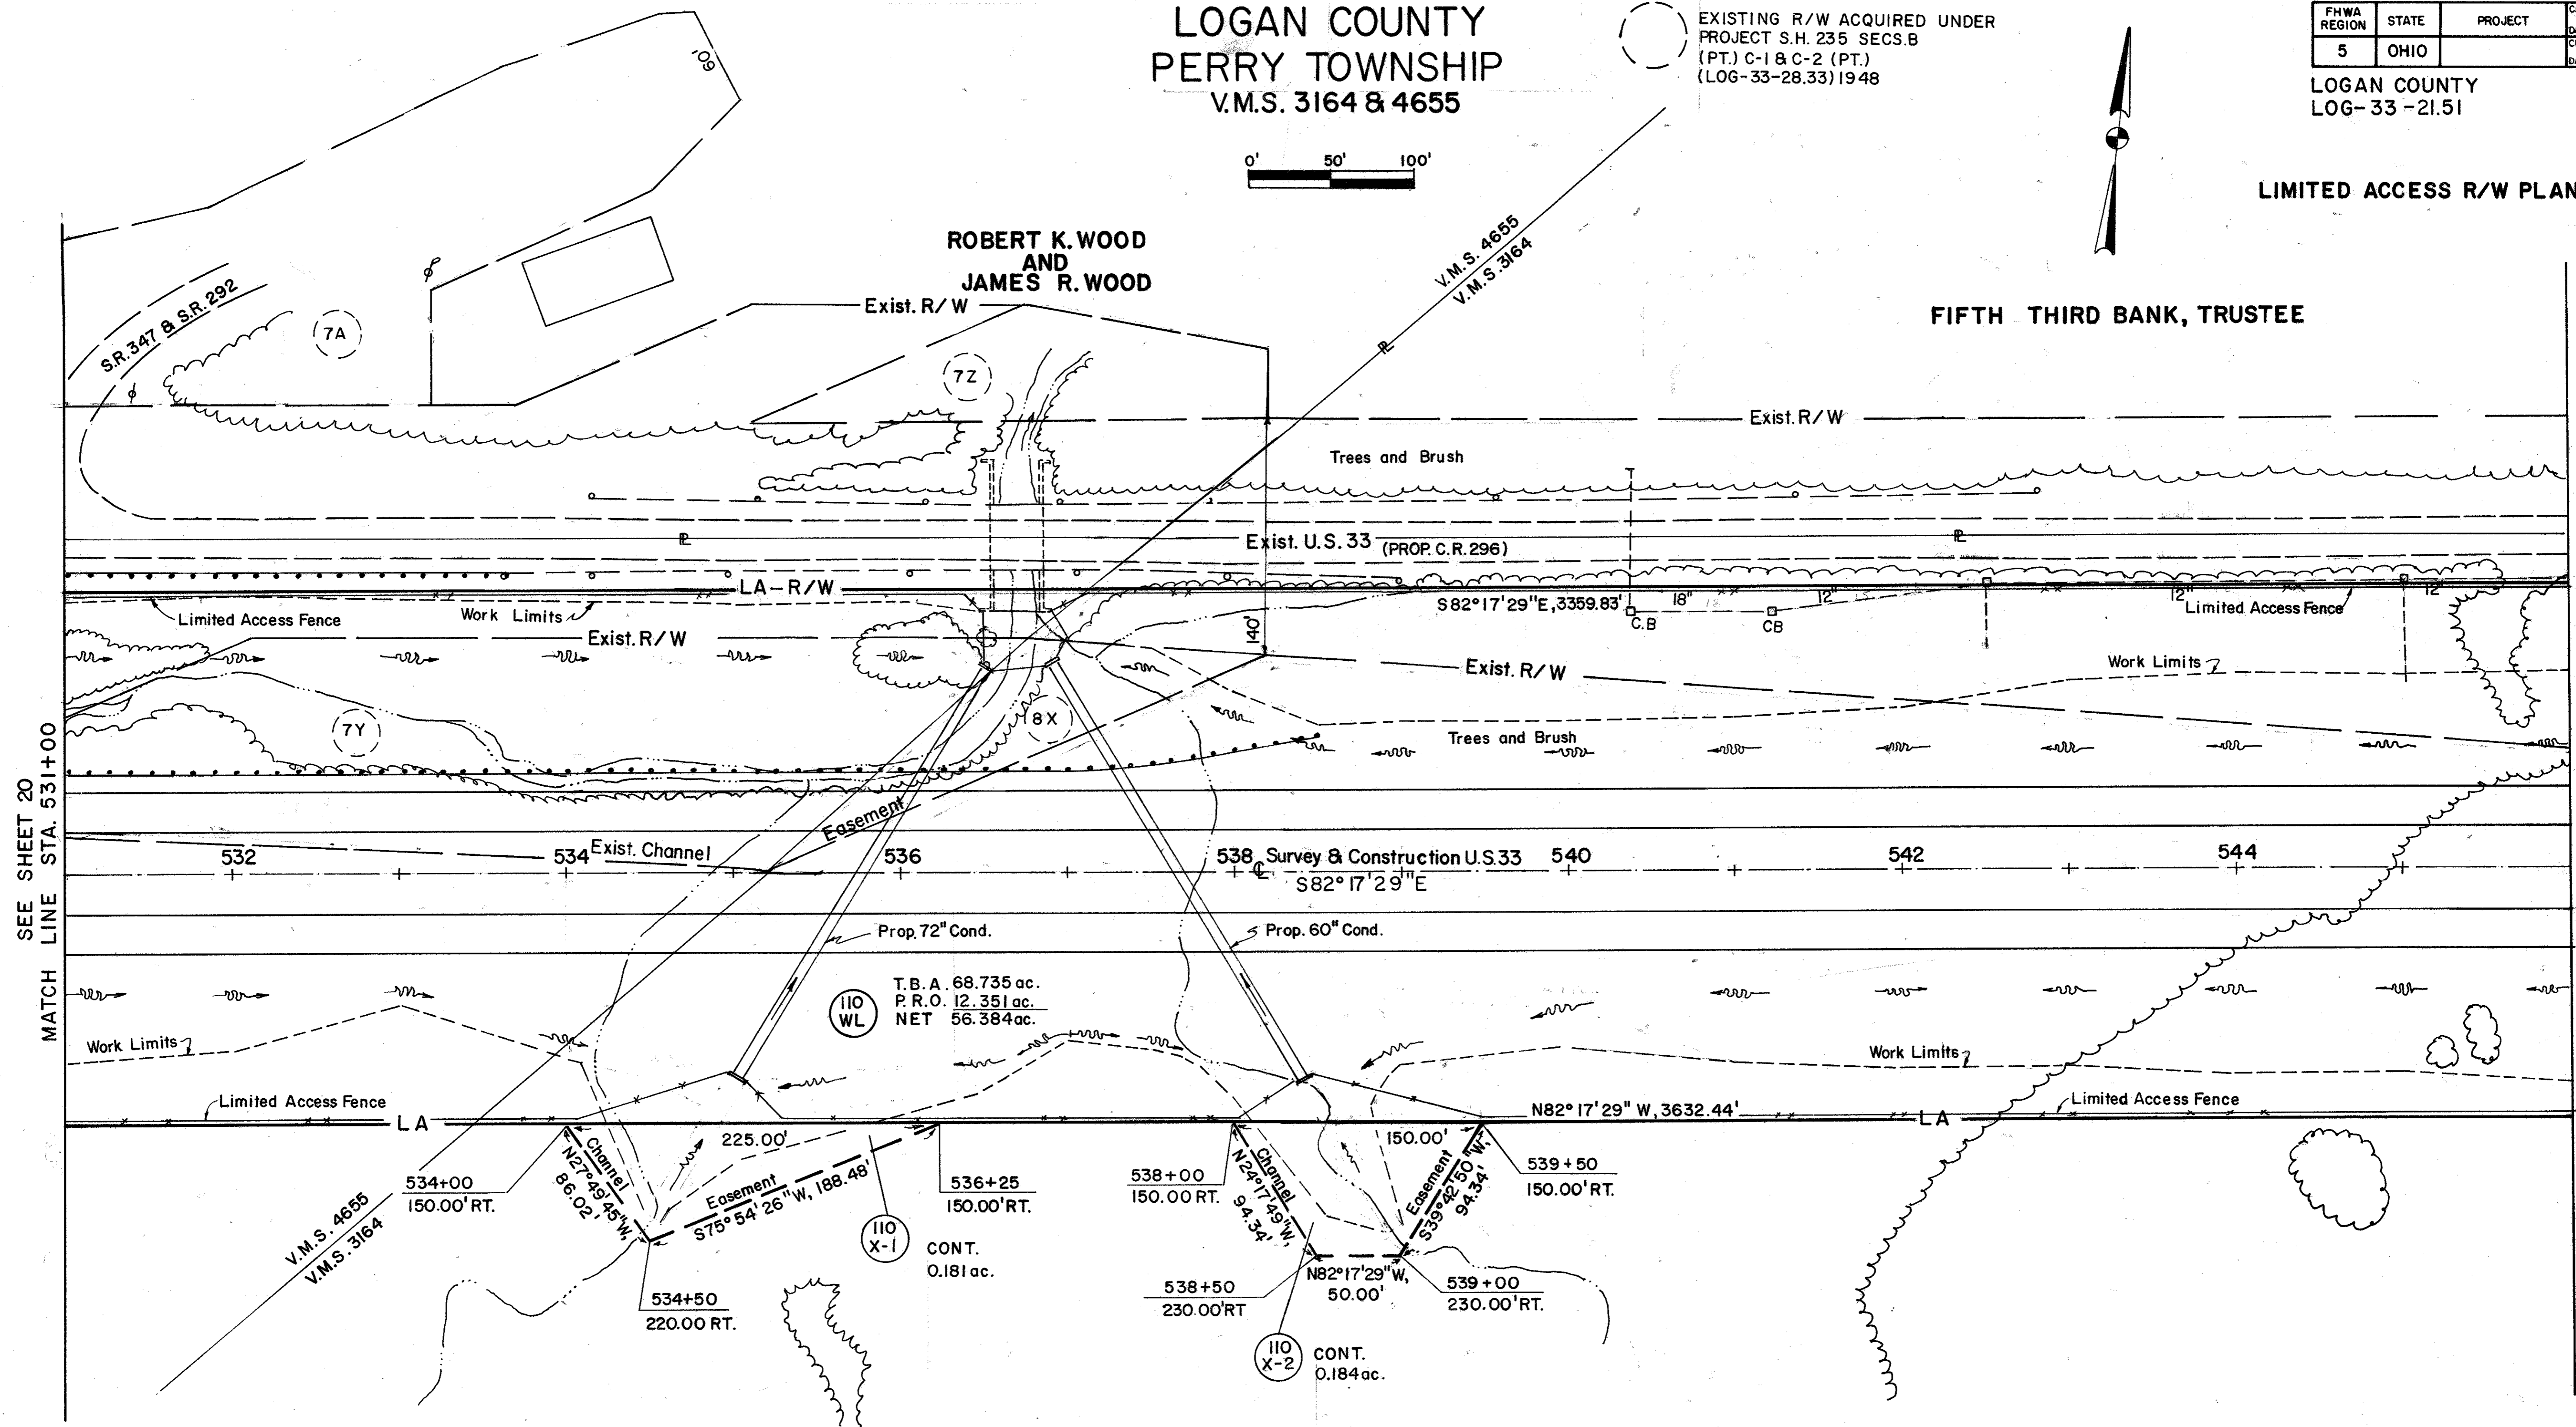 LOGAN COUNTY
PERRY TOWNSHIP
V.M.S. 3164 & 4655
0' 50' 100'
EXISTING R/W ACQUIRED UNDER
PROJECT S.H. 235 SECS.B
(PT.) C-1 & C-2 (PT.)
(LOG-33-28.33) 1948
FHWA REGION STATE PROJECT
5 OHIO
LOGAN COUNTY
LOG-33-21.51
LIMITED ACCESS R/W PLAN
60'
ROBERT K. WOOD
AND
JAMES R. WOOD
V.M.S. 4655
V.M.S. 3164
FIFTH THIRD BANK, TRUSTEE
S.R. 347 & S.R. 292
7A
Exist. R/W
7Z
Exist. R/W
Trees and Brush
Exist. U.S. 33 (PROP. C.R. 296)
LA-R/W
Limited Access Fence
Work Limits
S82°17'29"E, 3359.83'
18"
12"
12"
12"
C.B
CB
Limited Access Fence
Exist. R/W
140'
Exist. R/W
Work Limits
7Y
8X
Trees and Brush
SEE SHEET 20
MATCH LINE STA. 531+00
Easement
Exist. Channel
532 534 536 538 540 542 544
Survey & Construction U.S.33
S82°17'29"E
Prop. 72" Cond.
Prop. 60" Cond.
110 WL
T.B.A. 68.735 ac.
P.R.O. 12.351 ac.
NET 56.384 ac.
Work Limits
Work Limits
Limited Access Fence
LA
N82°17'29" W, 3632.44'
LA
Limited Access Fence
225.00'
150.00'
Channel
N27°49'45"W,
86.02'
Easement
S75°54'26"W, 188.48'
Channel
N24°17'49"W,
94.34'
Easement
S39°42'50"W,
94.34'
534+00
150.00'RT.
536+25
150.00'RT.
538+00
150.00 RT.
539+50
150.00'RT.
V.M.S. 4655
V.M.S. 3164
110 X-1
CONT.
0.181 ac.
534+50
220.00 RT.
538+50
230.00'RT
N82°17'29"W,
50.00'
539+00
230.00'RT.
110 X-2
CONT.
0.184 ac.